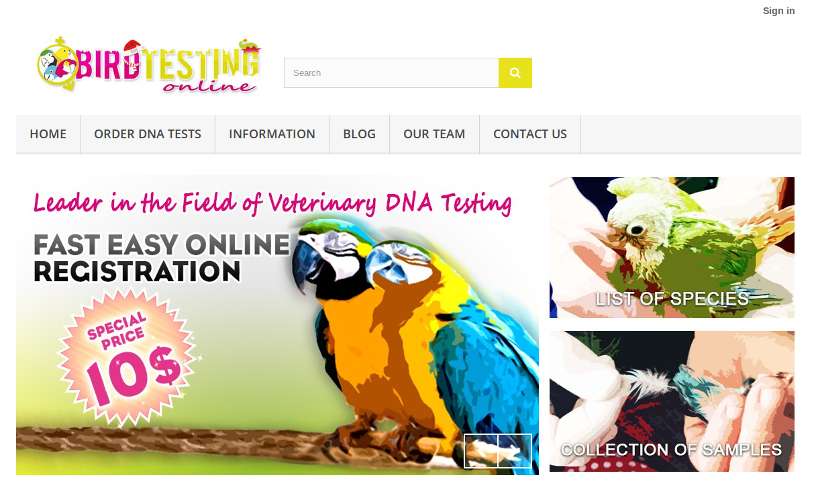 Sign in
BIRDTESTING
online
Search
HOME
ORDER DNA TESTS
INFORMATION
BLOG
OUR TEAM
CONTACT US
Leader in the Field of Veterinary DNA Testing
FAST EASY ONLINE
REGISTRATION
SPECIAL
PRICE
10$
LIST OF SPECIES
COLLECTION OF SAMPLES